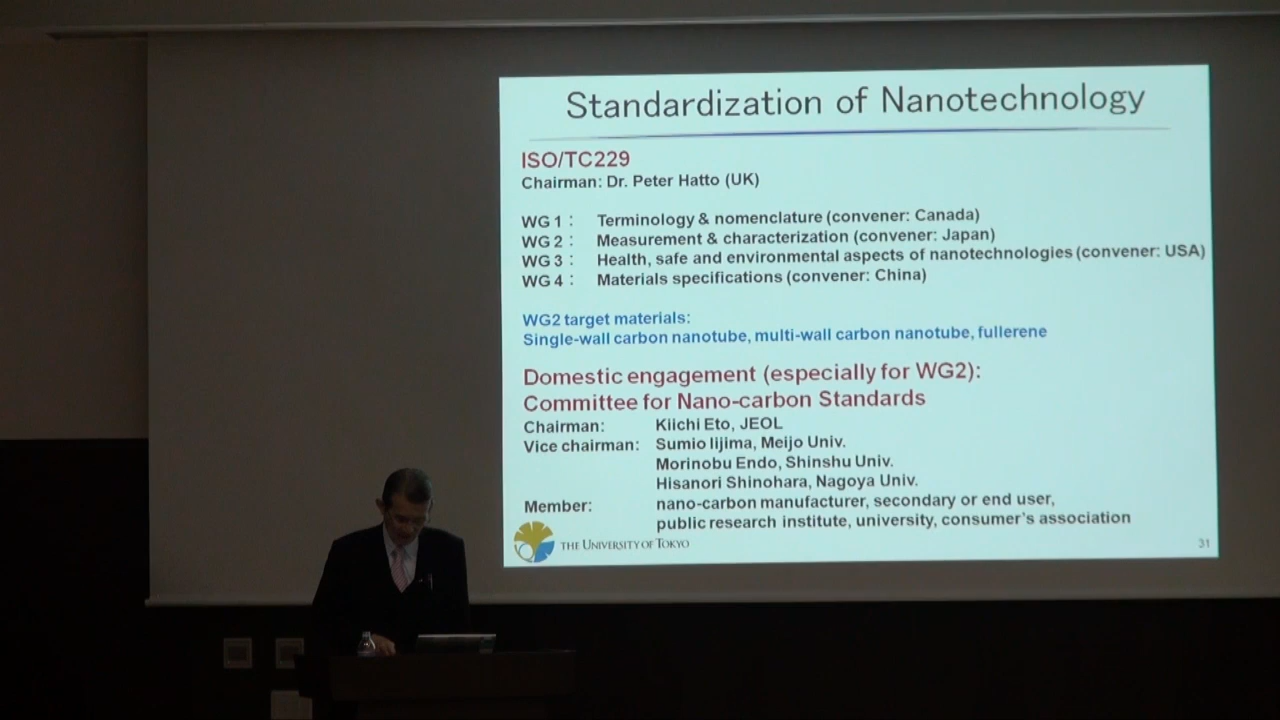 Standardization of Nanotechnology
ISO/TC229
Chairman: Dr. Peter Hatto (UK)
WG 1 : Terminology & nomenclature (convener: Canada)
WG 2 : Measurement & characterization (convener: Japan)
WG 3 : Health, safe and environmental aspects of nanotechnologies (convener: USA)
WG 4 : Materials specifications (convener: China)
WG2 target materials:
Single-wall carbon nanotube, multi-wall carbon nanotube, fullerene
Domestic engagement (especially for WG2):
Committee for Nano-carbon Standards
Chairman: Kiichi Eto, JEOL
Vice chairman: Sumio Iijima, Meijo Univ.
Morinobu Endo, Shinshu Univ.
Hisanori Shinohara, Nagoya Univ.
Member: nano-carbon manufacturer, secondary or end user,
public research institute, university, consumer's association
THE UNIVERSITY OF TOKYO
31